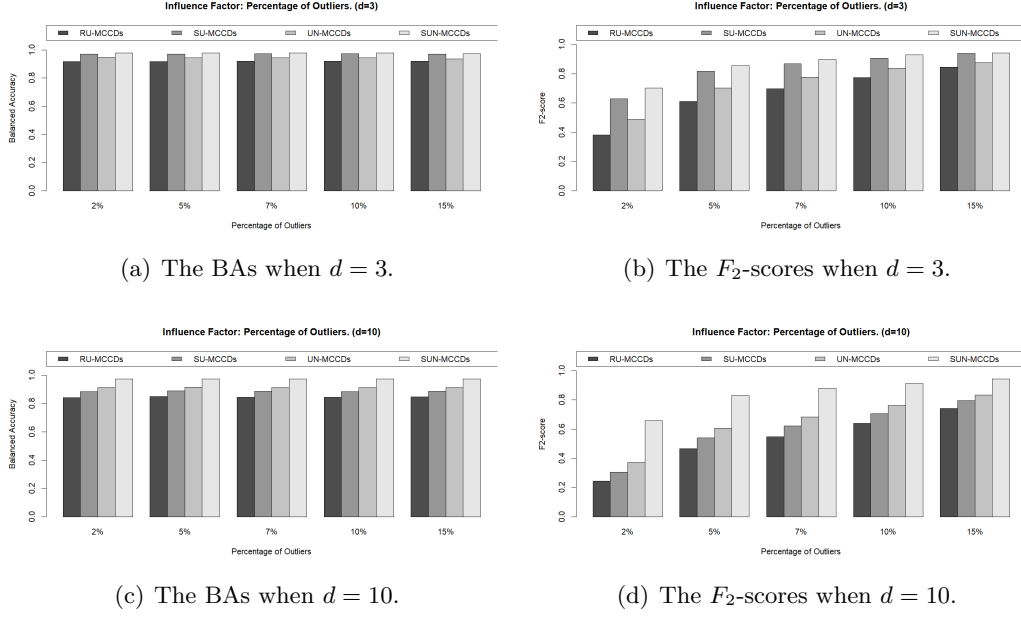 Influence Factor: Percentage of Outliers. (d=3)
RU-MCCDs SU-MCCDs UN-MCCDs SUN-MCCDs
Balanced Accuracy
0.0 0.2 0.4 0.6 0.8 1.0
2% 5% 7% 10% 15%
Percentage of Outliers
(a) The BAs when d = 3.
Influence Factor: Percentage of Outliers. (d=3)
RU-MCCDs SU-MCCDs UN-MCCDs SUN-MCCDs
F2-score
0.0 0.2 0.4 0.6 0.8 1.0
2% 5% 7% 10% 15%
Percentage of Outliers
(b) The F₂-scores when d = 3.
Influence Factor: Percentage of Outliers. (d=10)
RU-MCCDs SU-MCCDs UN-MCCDs SUN-MCCDs
Balanced Accuracy
0.0 0.2 0.4 0.6 0.8 1.0
2% 5% 7% 10% 15%
Percentage of Outliers
(c) The BAs when d = 10.
Influence Factor: Percentage of Outliers. (d=10)
RU-MCCDs SU-MCCDs UN-MCCDs SUN-MCCDs
F2-score
0.0 0.2 0.4 0.6 0.8 1.0
2% 5% 7% 10% 15%
Percentage of Outliers
(d) The F₂-scores when d = 10.